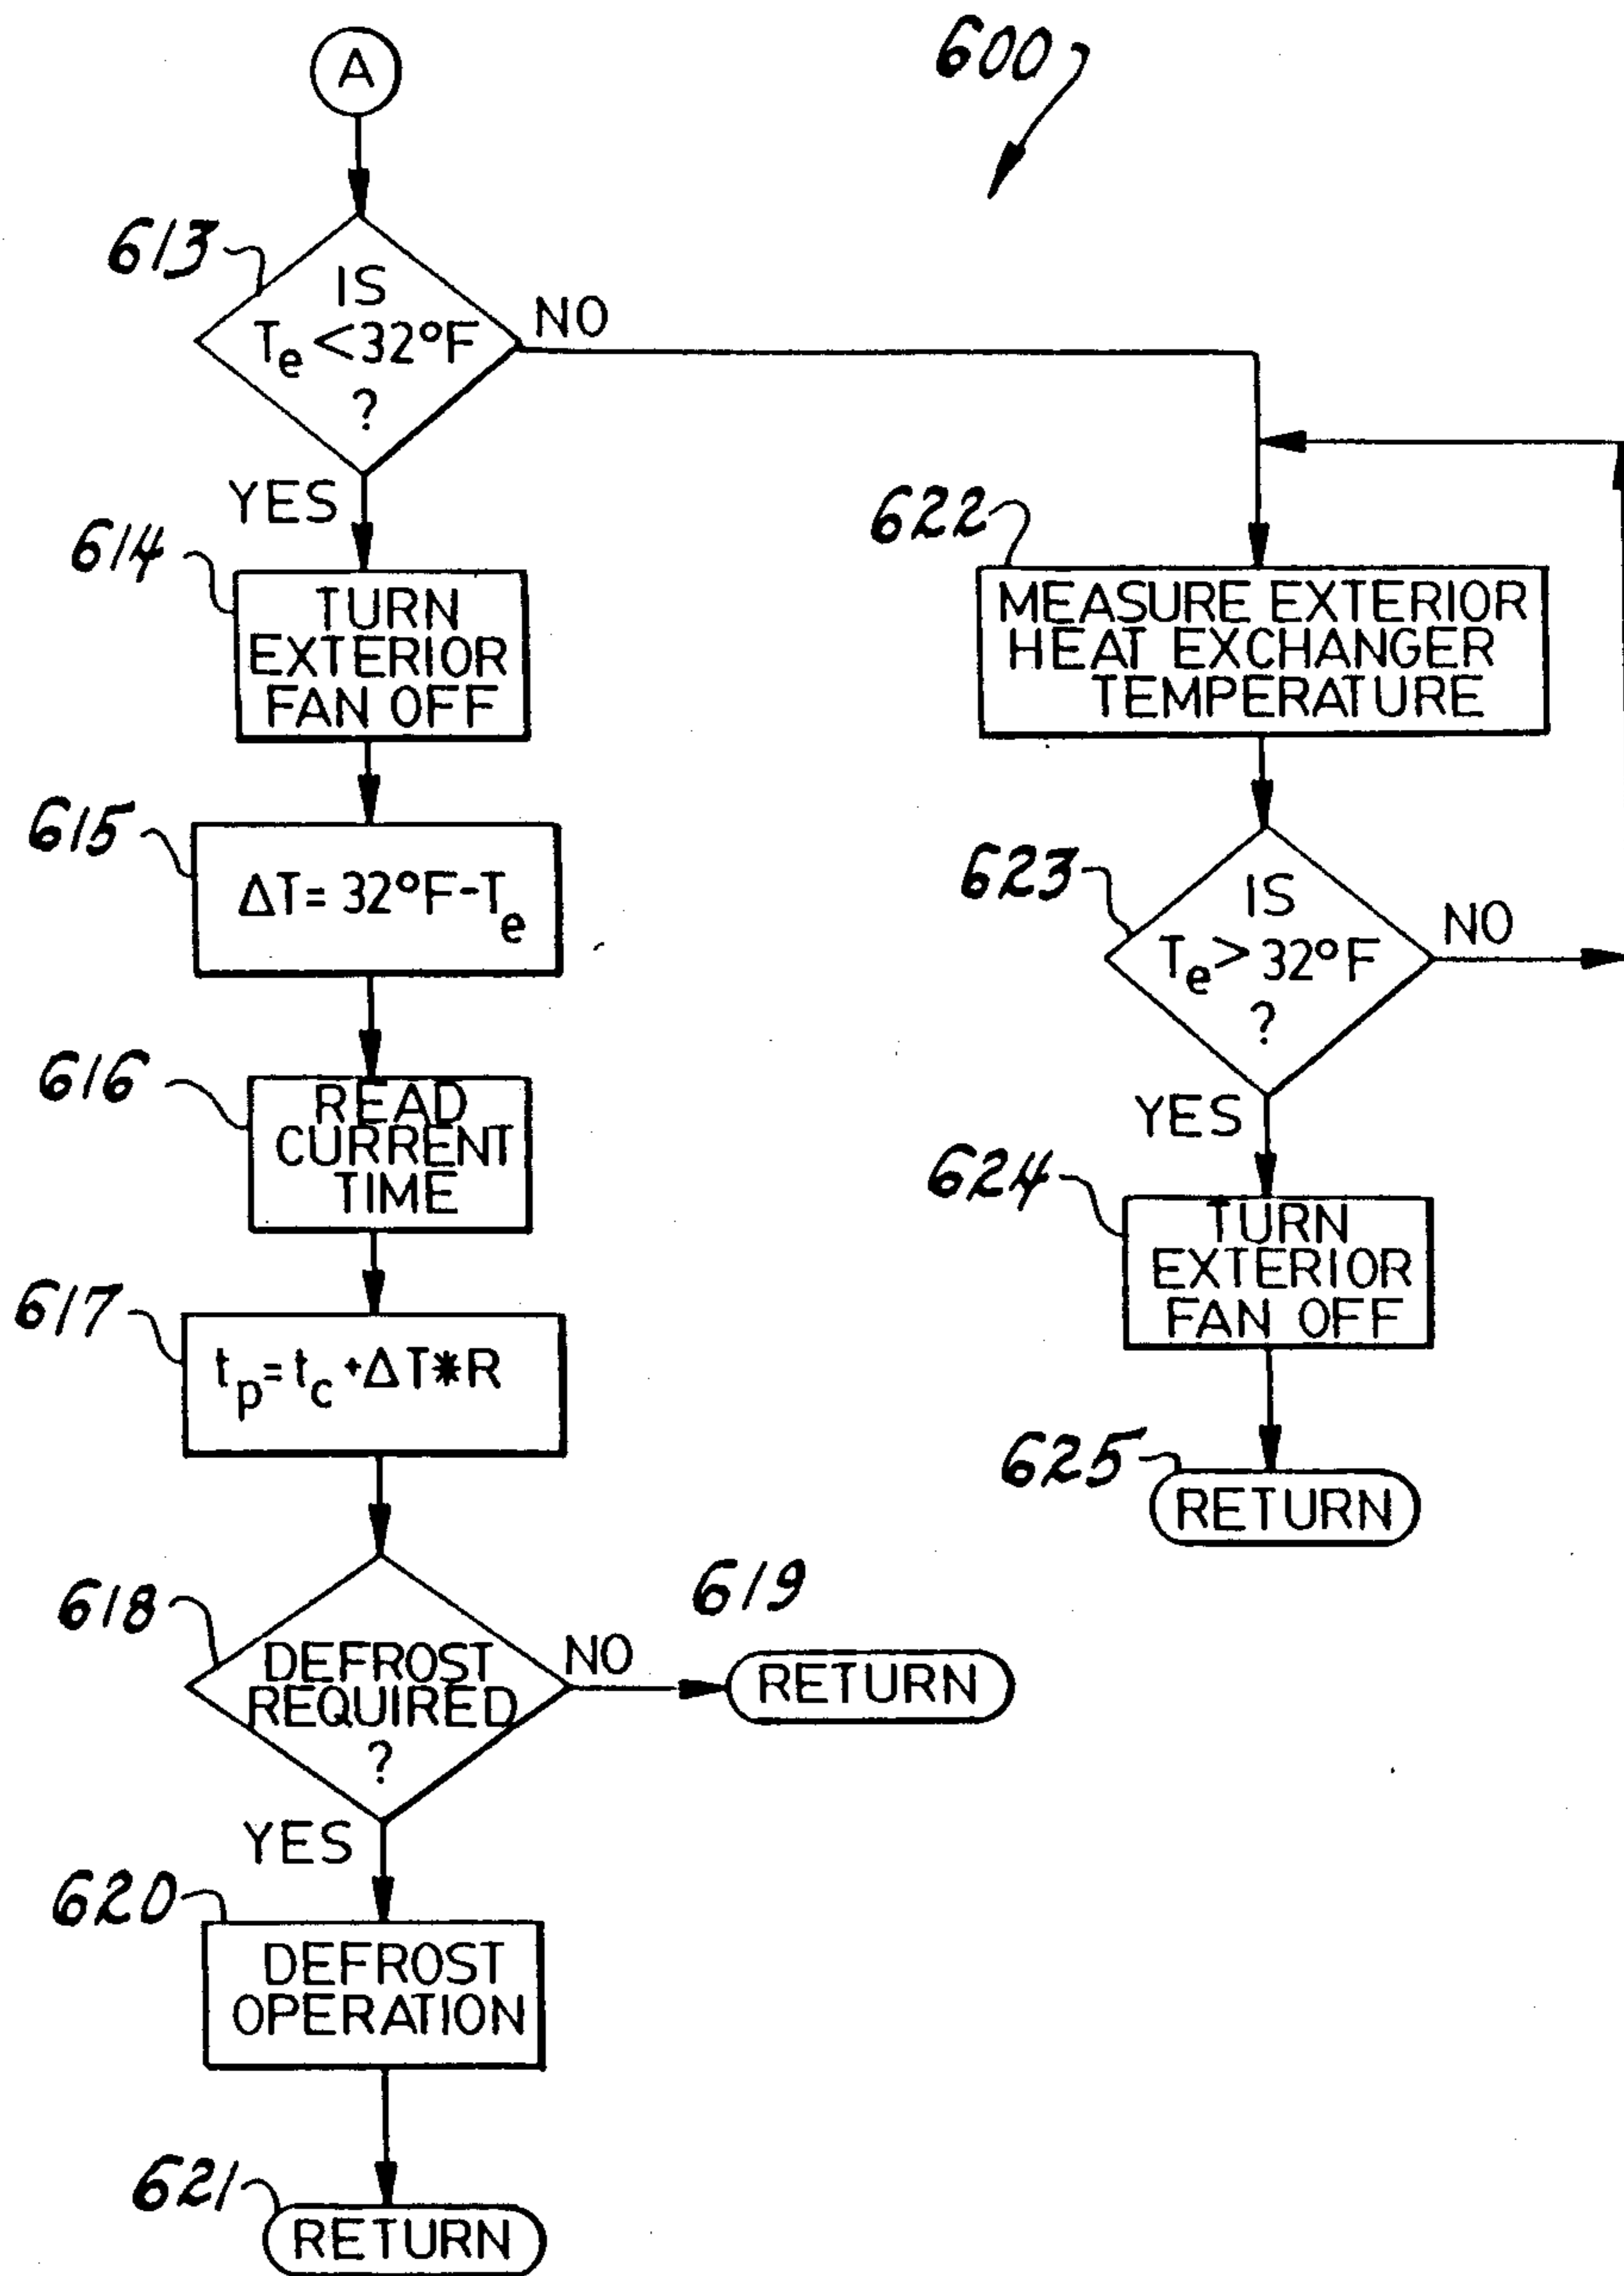 A
600
613
IS
Te <32°F
?
NO
YES
614
TURN
EXTERIOR
FAN OFF
615
ΔT= 32°F-Te
616
READ
CURRENT
TIME
617
tp=tc+ΔT*R
618
DEFROST
REQUIRED
?
NO
619
RETURN
YES
620
DEFROST
OPERATION
621
RETURN
622
MEASURE EXTERIOR
HEAT EXCHANGER
TEMPERATURE
623
IS
Te> 32°F
?
NO
YES
624
TURN
EXTERIOR
FAN OFF
625
RETURN